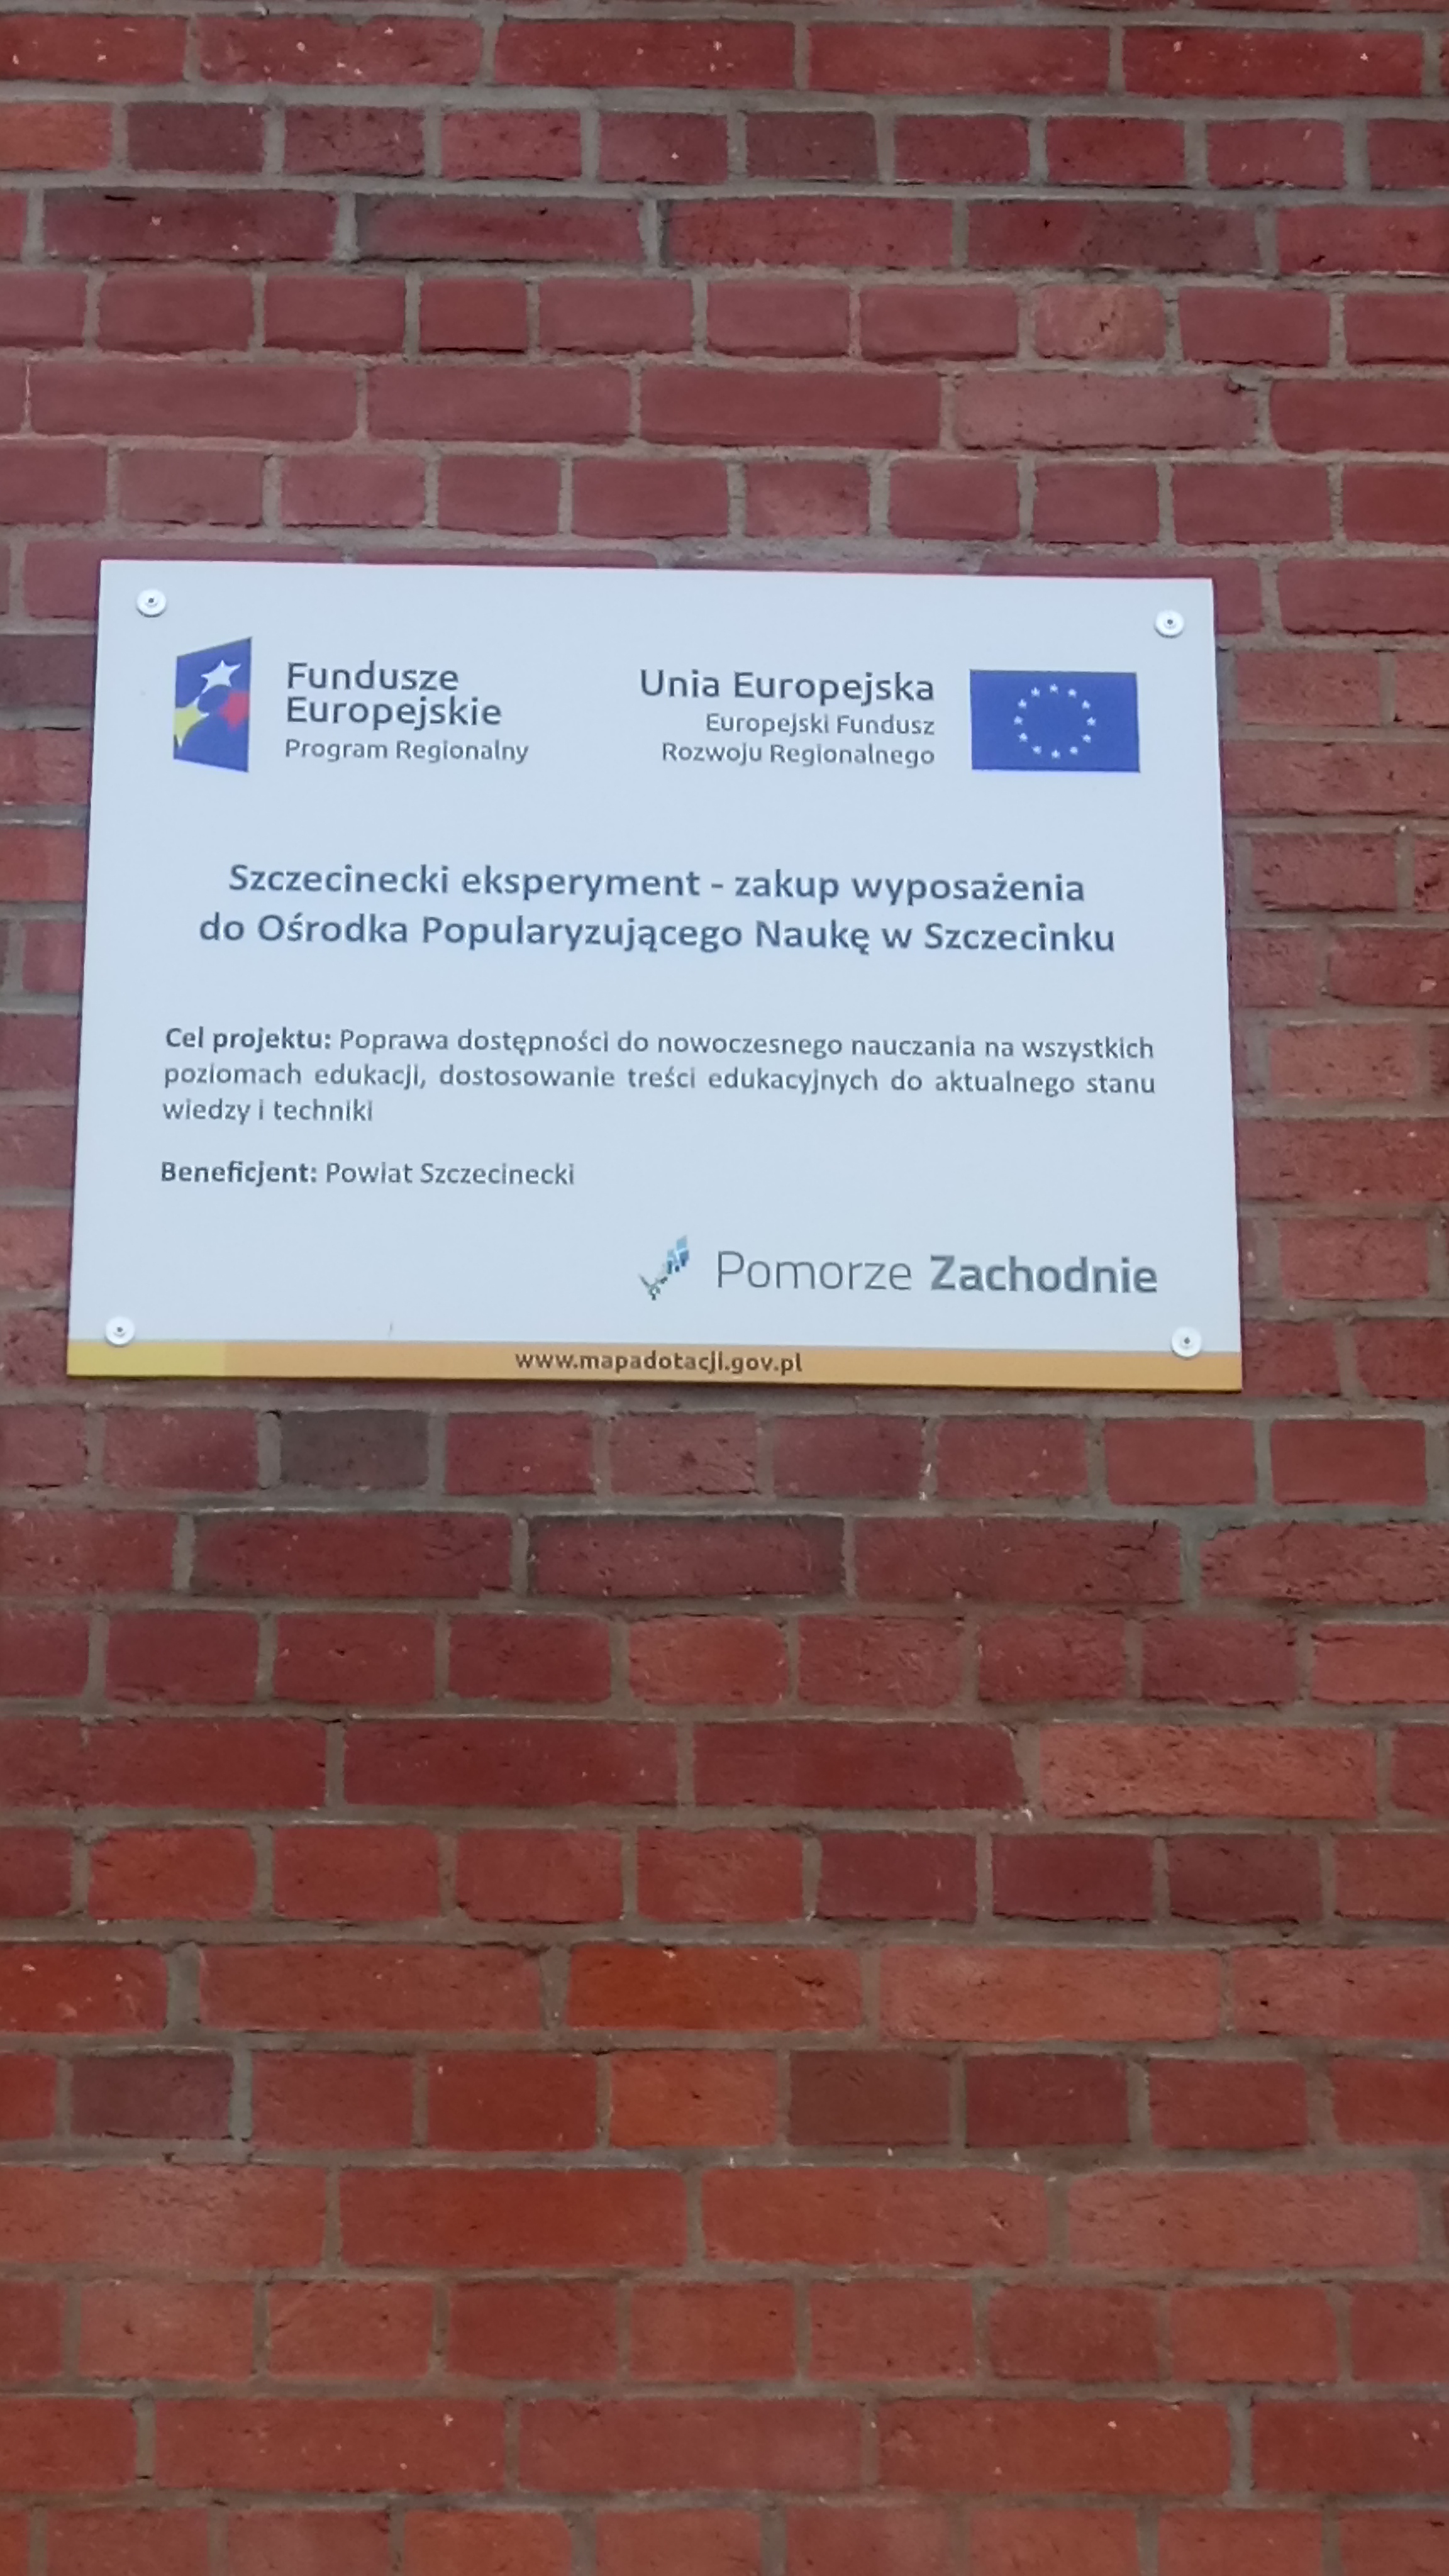 Fundusze
Europejskie
Program Regionalny
Unia Europejska
Europejski Fundusz
Rozwoju Regionalnego
Szczecinecki eksperyment - zakup wyposażenia
do Ośrodka Popularyzującego Naukę w Szczecinku
Cel projektu: Poprawa dostępności do nowoczesnego nauczania na wszystkich
poziomach edukacji, dostosowanie treści edukacyjnych do aktualnego stanu
wiedzy i techniki
Beneficjent: Powiat Szczecinecki
Pomorze Zachodnie
www.mapadotacji.gov.pl